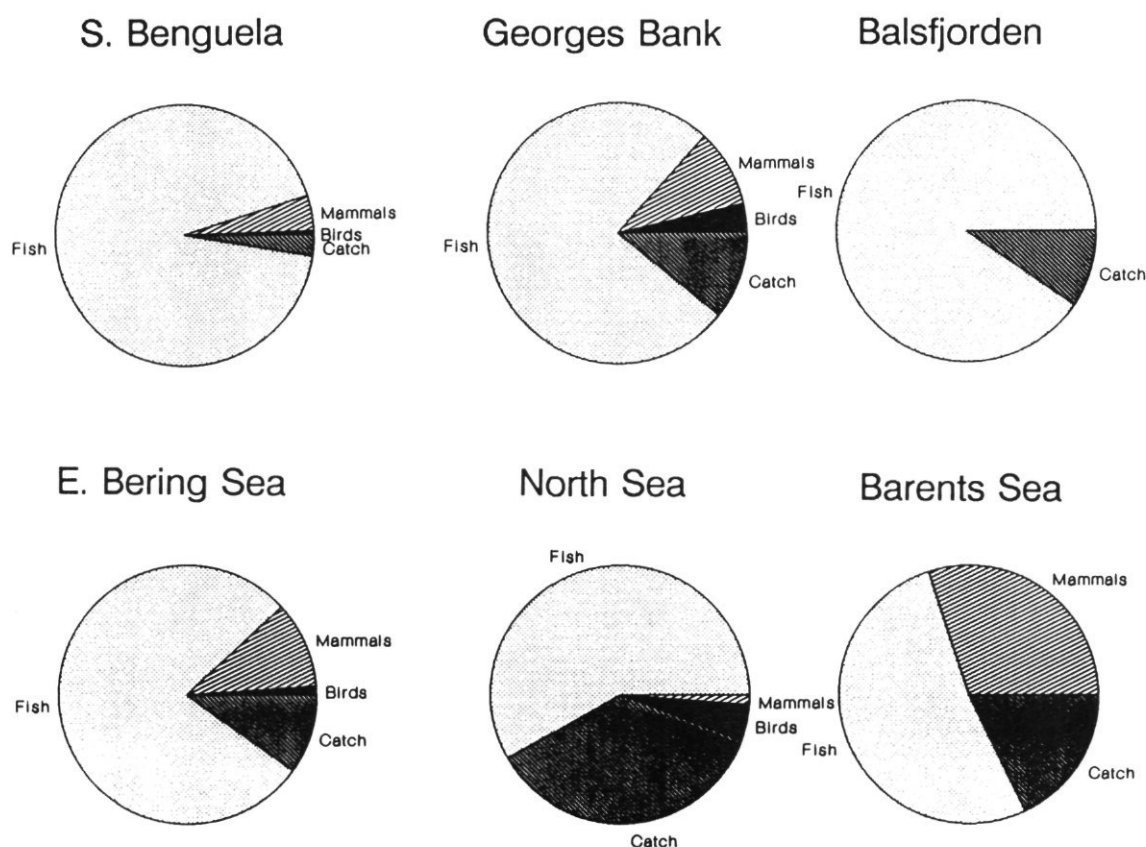 S. Benguela
Georges Bank
Balsfjorden
Fish
Mammals
Birds
Catch
Fish
Mammals
Birds
Catch
Fish
Catch
E. Bering Sea
North Sea
Barents Sea
Fish
Mammals
Birds
Catch
Fish
Mammals
Birds
Catch
Mammals
Fish
Catch